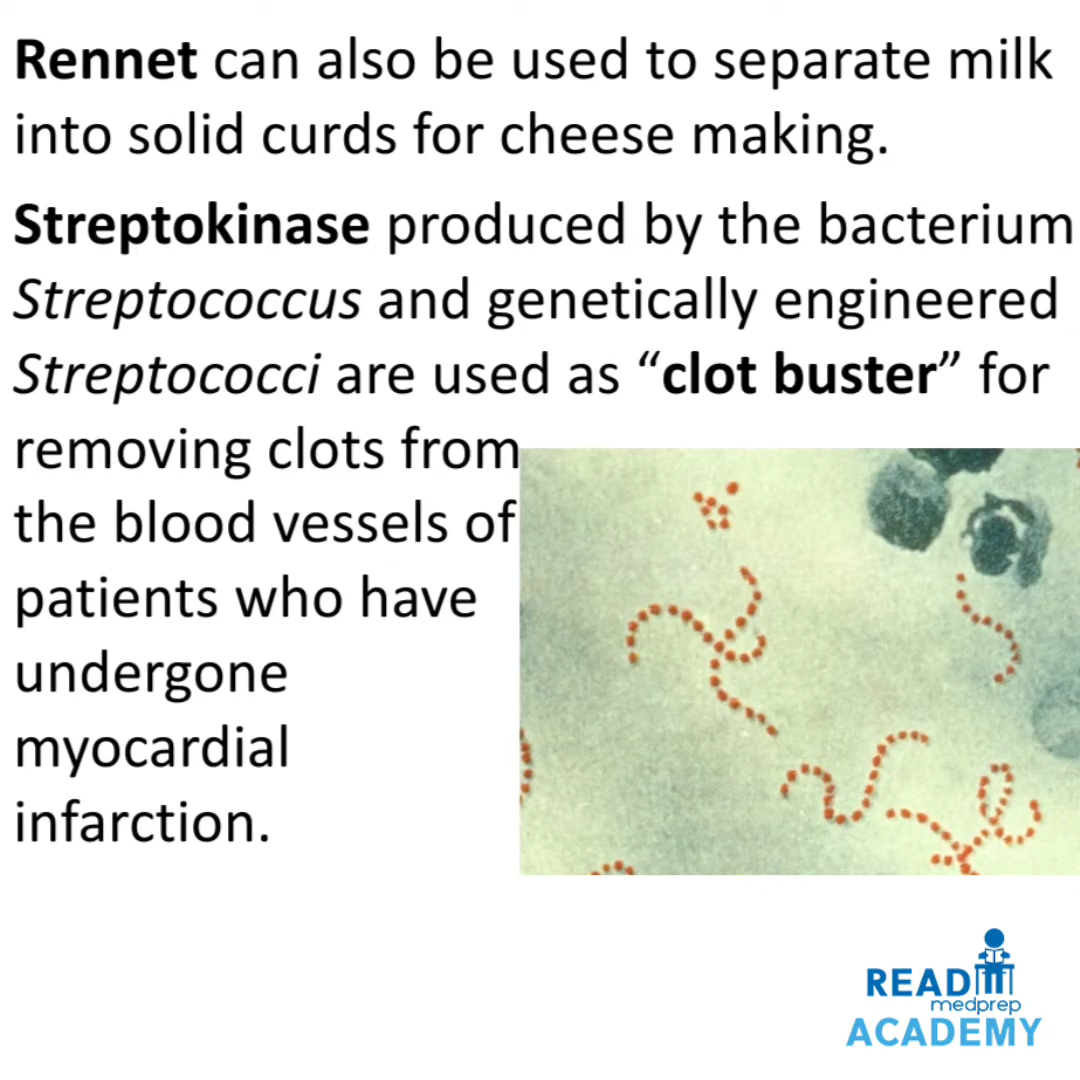 Rennet can also be used to separate milk
into solid curds for cheese making.
Streptokinase produced by the bacterium
Streptococcus and genetically engineered
Streptococci are used as “clot buster” for
removing clots from
the blood vessels of
patients who have
undergone
myocardial
infarction.
READ
medprep
ACADEMY